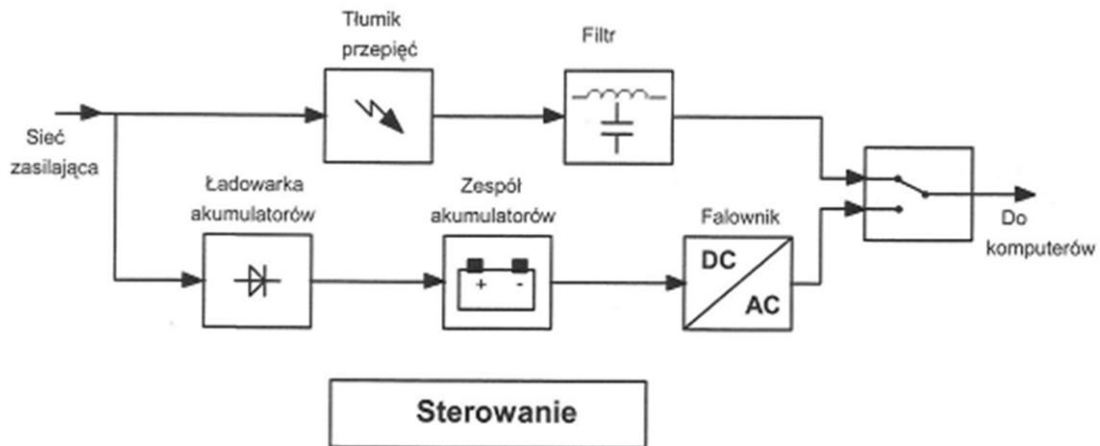 Tłumik
przepięć
Filtr
Sieć
zasilająca
Ładowarka
akumulatorów
Zespół
akumulatorów
+ -
Falownik
DC
AC
Do
komputerów
Sterowanie